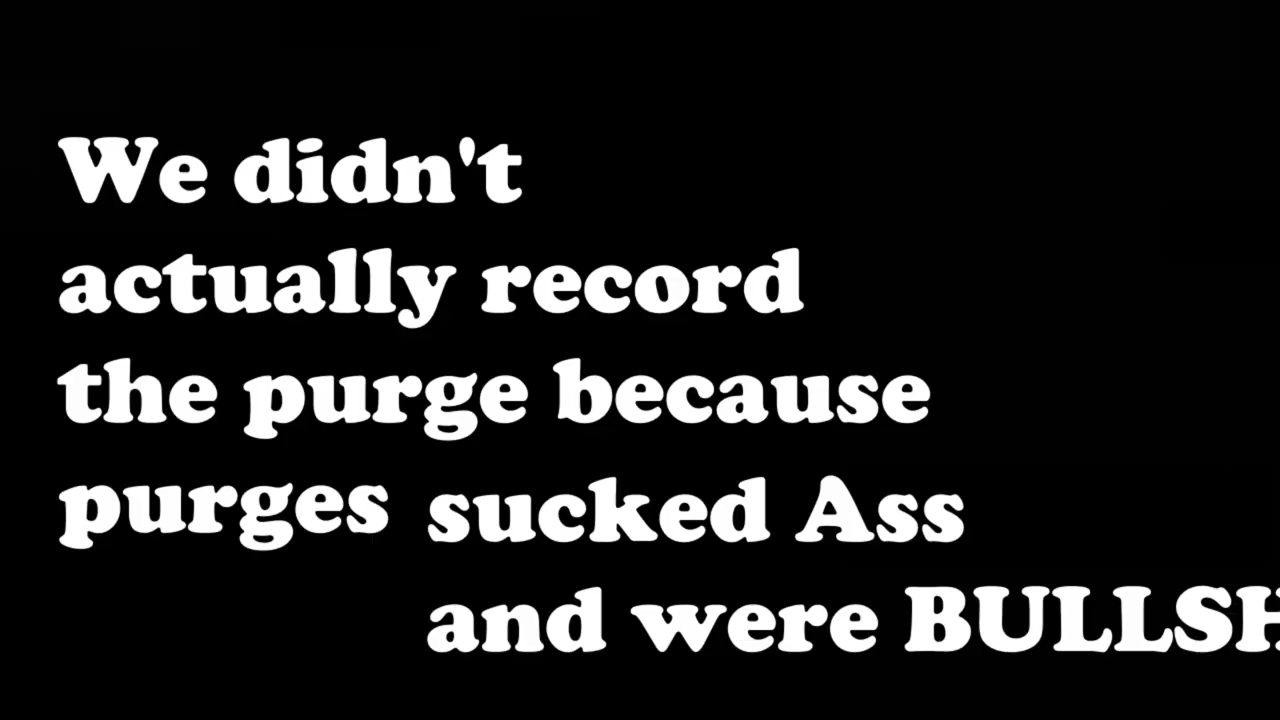 We didn't
actually record
the purge because
purges sucked Ass
and were BULLSH